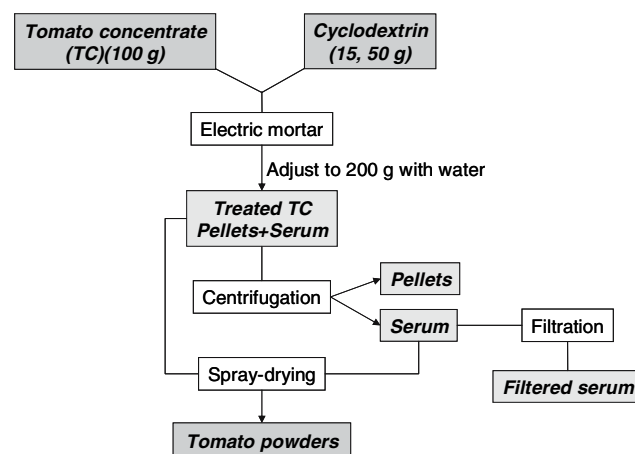 Tomato concentrate
(TC)(100 g)
Cyclodextrin
(15, 50 g)
Electric mortar
Adjust to 200 g with water
Treated TC
Pellets+Serum
Centrifugation
Pellets
Serum
Filtration
Spray-drying
Filtered serum
Tomato powders